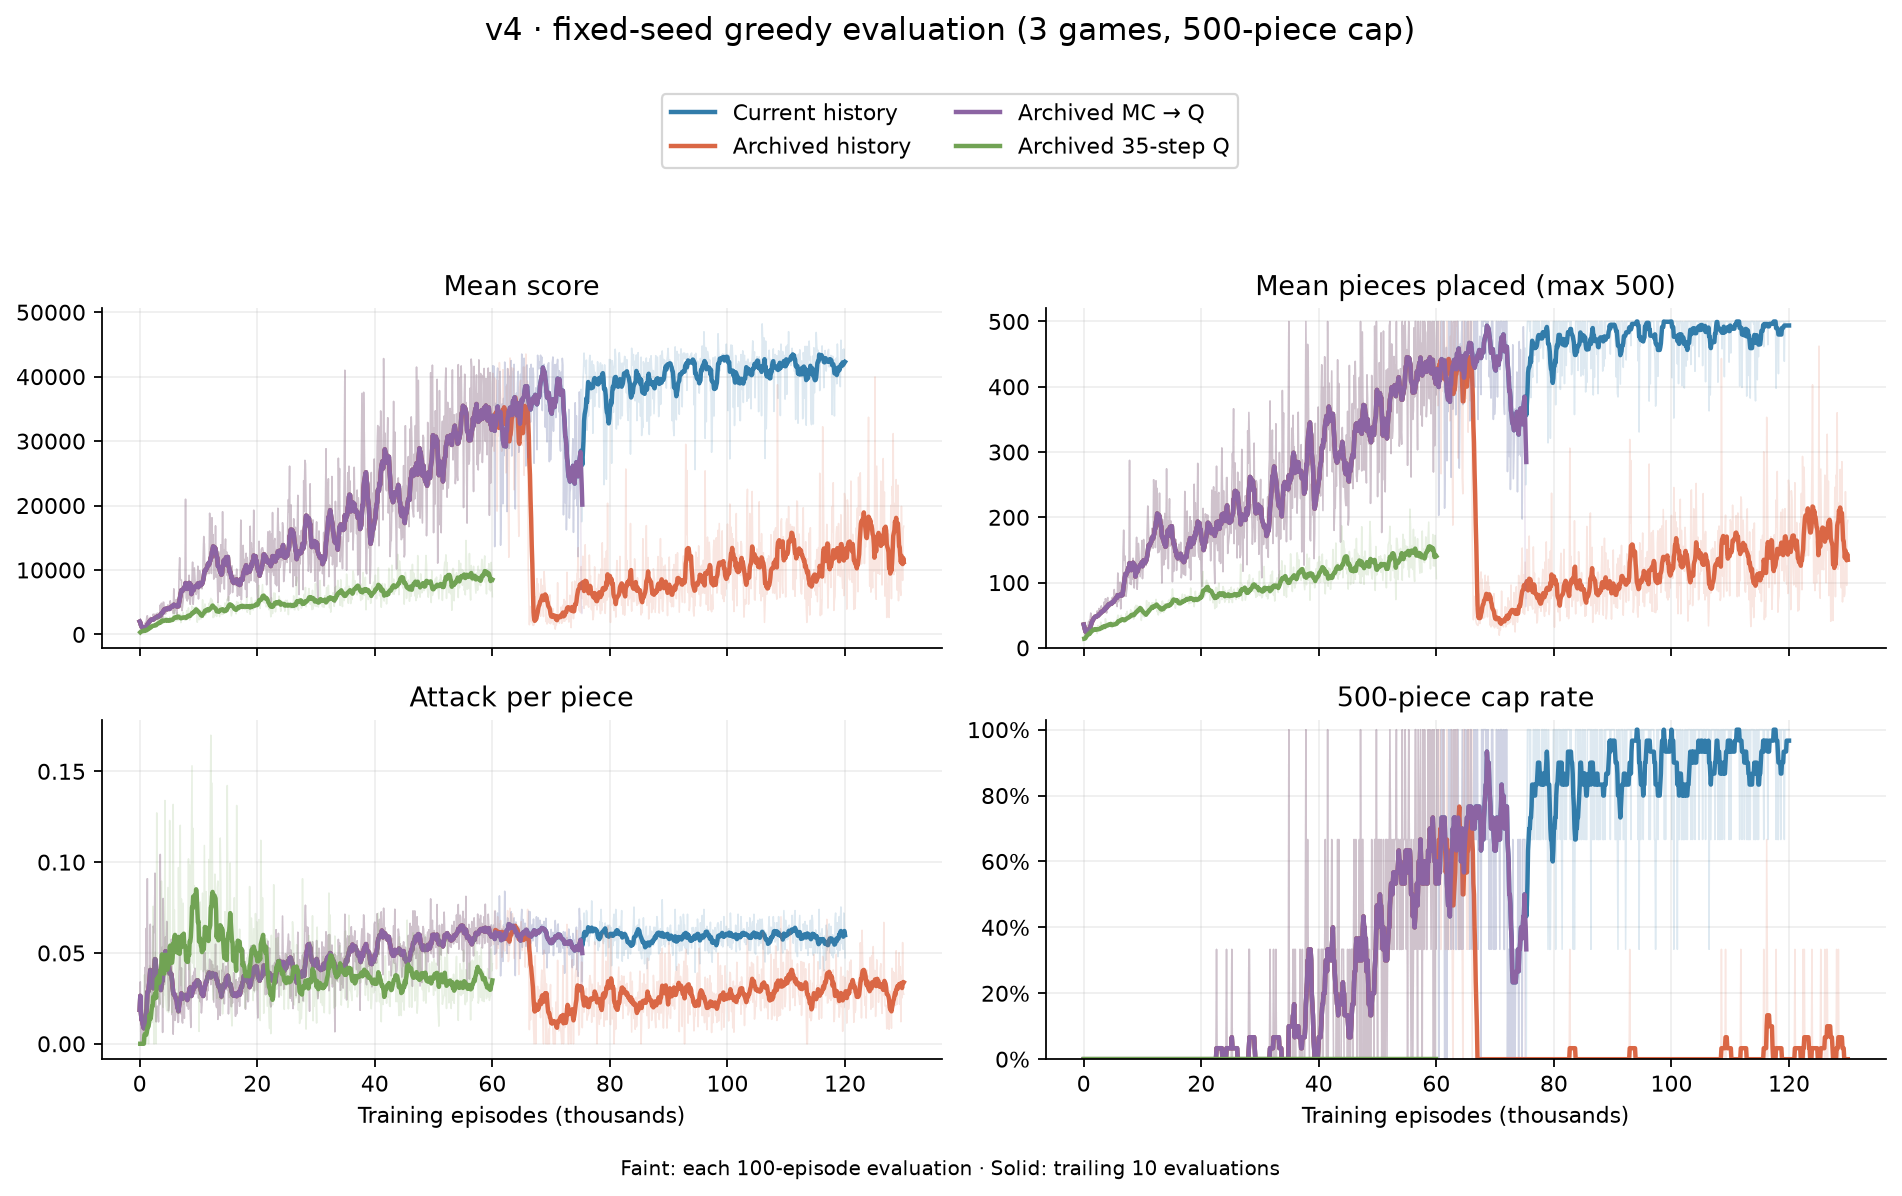 v4 · fixed-seed greedy evaluation (3 games, 500-piece cap)
Current history
Archived MC → Q
Archived history
Archived 35-step Q
Mean score
50000
40000
30000
20000
10000
0
Mean pieces placed (max 500)
500
400
300
200
100
0
Attack per piece
0.15
0.10
0.05
0.00
0 20 40 60 80 100 120
Training episodes (thousands)
500-piece cap rate
100%
80%
60%
40%
20%
0%
0 20 40 60 80 100 120
Training episodes (thousands)
Faint: each 100-episode evaluation · Solid: trailing 10 evaluations